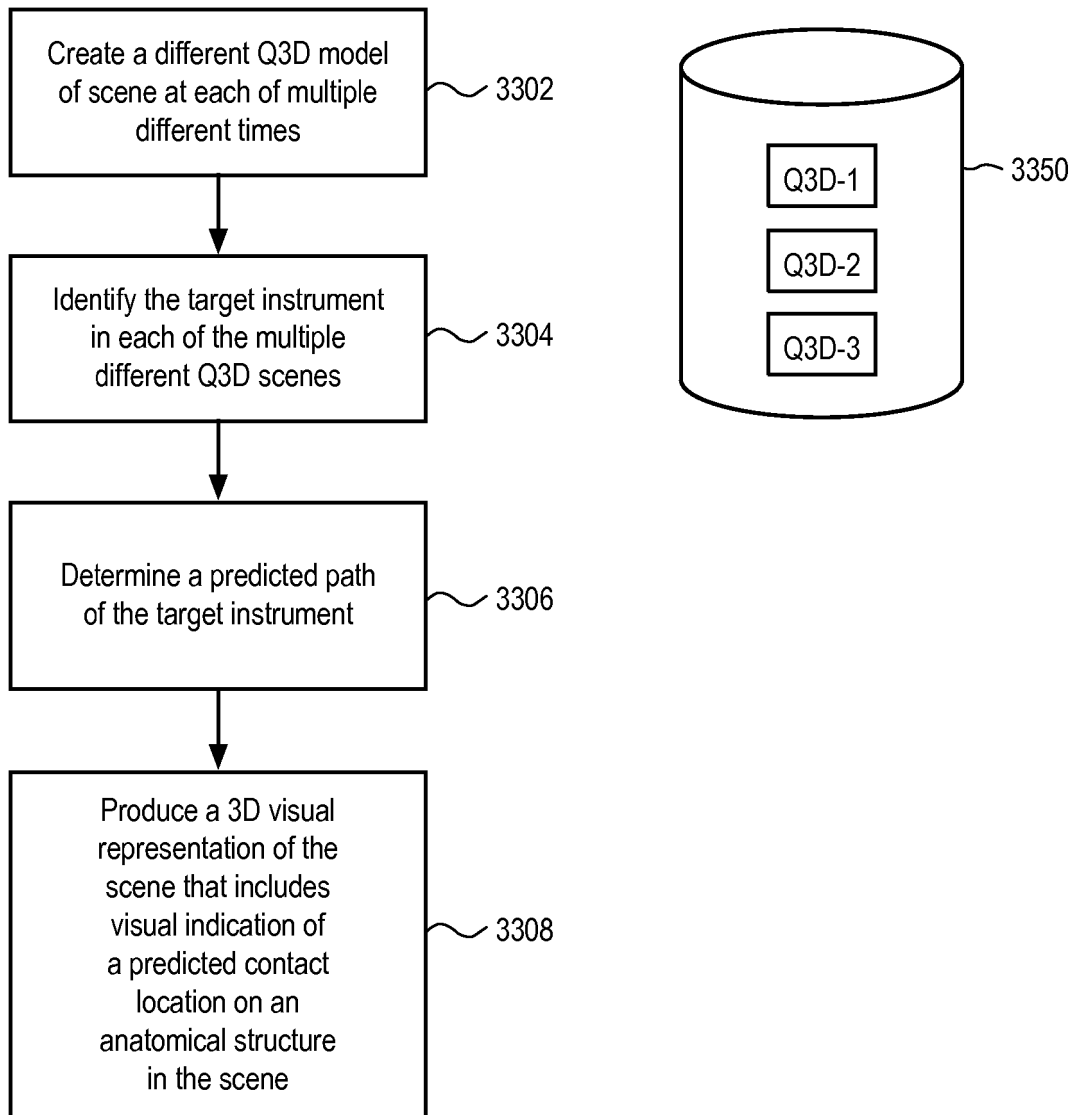 Create a different Q3D model
of scene at each of multiple
different times
3302
Identify the target instrument
in each of the multiple
different Q3D scenes
3304
Determine a predicted path
of the target instrument
3306
Produce a 3D visual
representation of the
scene that includes
visual indication of
a predicted contact
location on an
anatomical structure
in the scene
3308
Q3D-1
Q3D-2
Q3D-3
3350